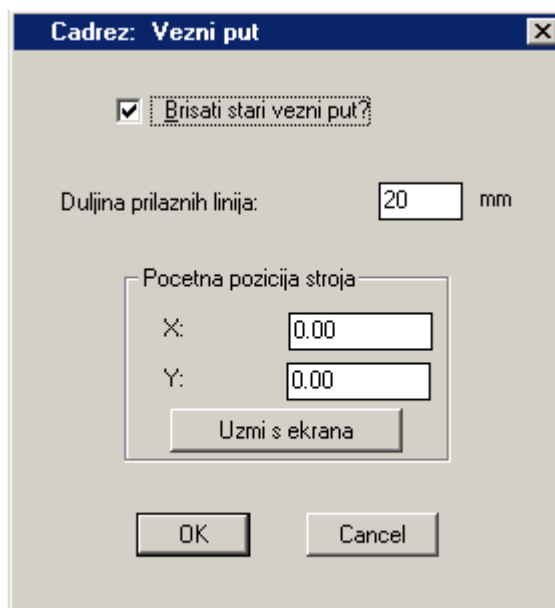 Cadrez: Vezni put
Brisati stari vezni put?
Duljina prilaznih linija: 20 mm
Pocetna pozicija stroja
X: 0.00
Y: 0.00
Uzmi s ekrana
OK Cancel